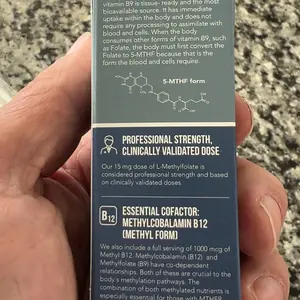 vitamin B9 is tissue- ready and the most
bioavailable source. It has immediate
uptake within the body and does not
require any processing to assimilate with
blood and cells. When the body
consumes other forms of vitamin B9, such
as Folate, the body must first convert the
Folate to 5-MTHF because that is the
form the blood and cells require.
5-MTHF form
PROFESSIONAL STRENGTH,
CLINICALLY VALIDATED DOSE
Our 15 mg dose of L-Methylfolate is
considered professional strength and based
on clinically validated doses.
B12
ESSENTIAL COFACTOR:
METHYLCOBALAMIN B12
(METHYL FORM)
We also include a full serving of 1000 mcg of
Methyl B12. Methylcobalamin (B12) and
Methylfolate (B9) have co-dependent
relationships. Both of these are crucial to the
body's methylation pathways. The
combination of both methylated nutrients is
especially essential for those with MTHFR